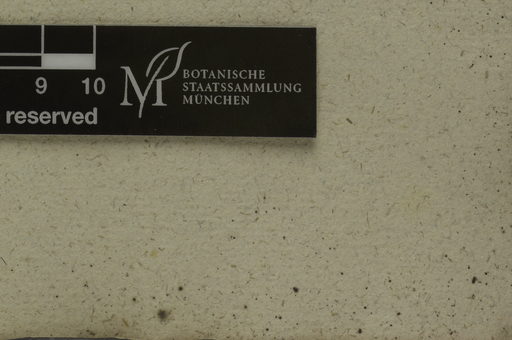 9 10
reserved
M
BOTANISCHE
STAATSSAMMLUNG
MÜNCHEN